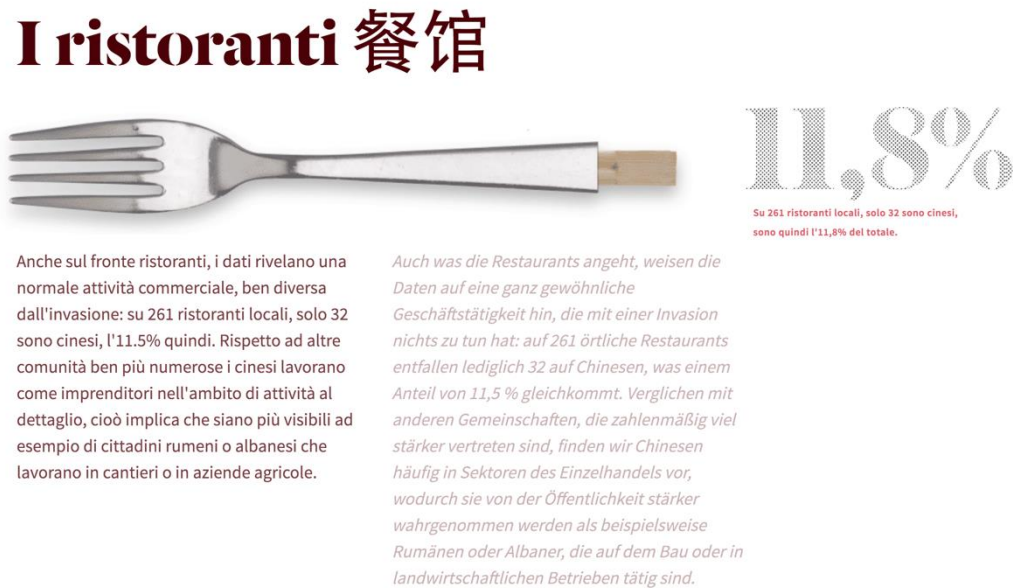 I ristoranti 餐馆
11,8%
Su 261 ristoranti locali, solo 32 sono cinesi,
sono quindi l'11,8% del totale.
Anche sul fronte ristoranti, i dati rivelano una
normale attività commerciale, ben diversa
dall'invasione: su 261 ristoranti locali, solo 32
sono cinesi, l'11.5% quindi. Rispetto ad altre
comunità ben più numerose i cinesi lavorano
come imprenditori nell'ambito di attività al
dettaglio, cioò implica che siano più visibili ad
esempio di cittadini rumeni o albanesi che
lavorano in cantieri o in aziende agricole.
Auch was die Restaurants angeht, weisen die
Daten auf eine ganz gewöhnliche
Geschäftstätigkeit hin, die mit einer Invasion
nichts zu tun hat: auf 261 örtliche Restaurants
entfallen lediglich 32 auf Chinesen, was einem
Anteil von 11,5 % gleichkommt. Verglichen mit
anderen Gemeinschaften, die zahlenmäßig viel
stärker vertreten sind, finden wir Chinesen
häufig in Sektoren des Einzelhandels vor,
wodurch sie von der Öffentlichkeit stärker
wahrgenommen werden als beispielsweise
Rumänen oder Albaner, die auf dem Bau oder in
landwirtschaftlichen Betrieben tätig sind.